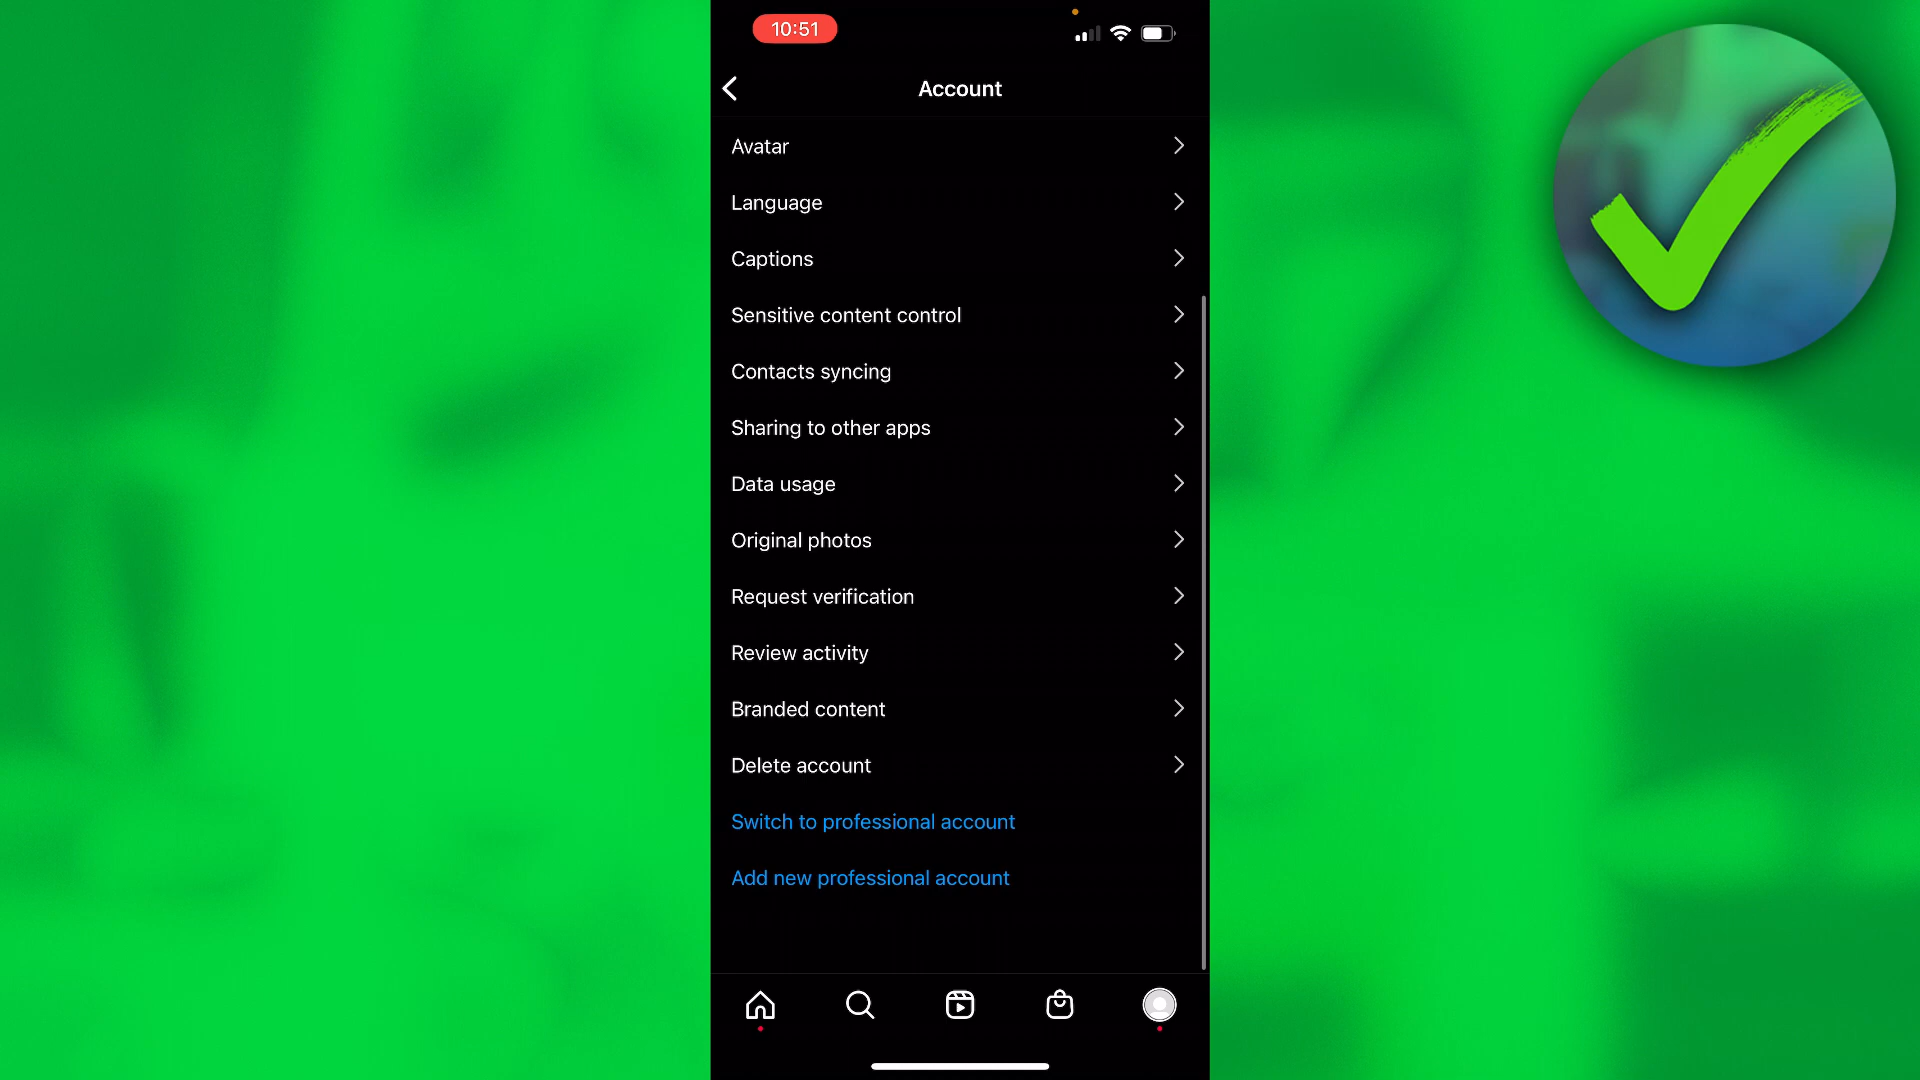 10:51
Account
Avatar
Language
Captions
Sensitive content control
Contacts syncing
Sharing to other apps
Data usage
Original photos
Request verification
Review activity
Branded content
Delete account
Switch to professional account
Add new professional account